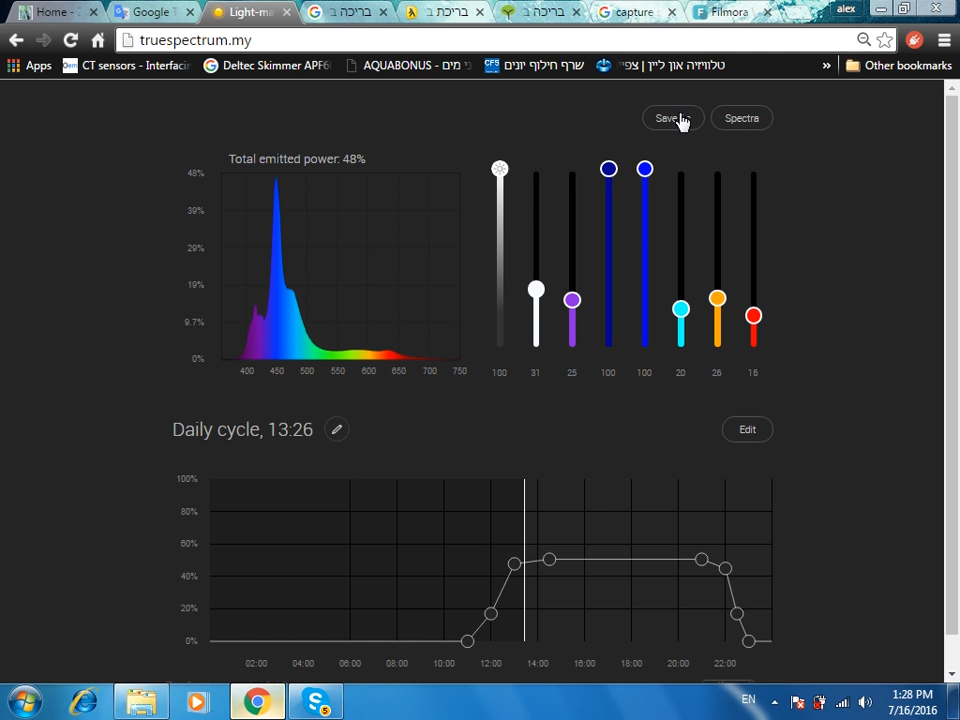 Home -
Google T
Light-ma
בריכה ב
בריכת ב
בריכה ב
capture
Filmora
alex
truespectrum.my
Apps
CT sensors - Interfacin
Deltec Skimmer APF6
AQUABONUS - ני מים
שרף חילוף יונים
טלוויזיה און ליין | צפיי
»
Other bookmarks
Spectra
Total emitted power: 48%
48%
39%
29%
19%
9.7%
0%
400 450 500 550 600 650 700 750
100 31 25 100 100 20 26 16
Daily cycle, 13:26
Edit
100%
80%
60%
40%
20%
0%
02:00 04:00 06:00 08:00 10:00 12:00 14:00 16:00 18:00 20:00 22:00
EN
1:28 PM
7/16/2016